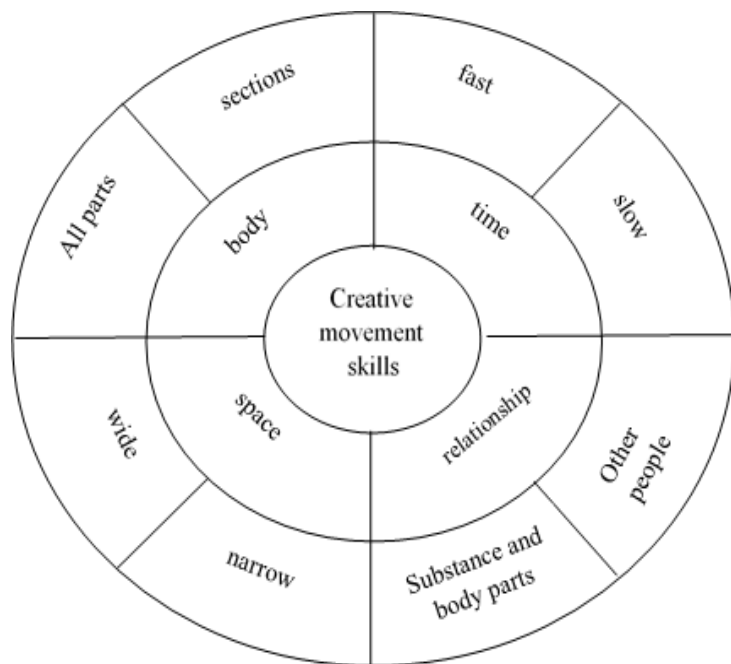 sections
fast
All parts
slow
body
time
Creative
movement
skills
space
relationship
wide
Other
people
narrow
Substance and
body parts